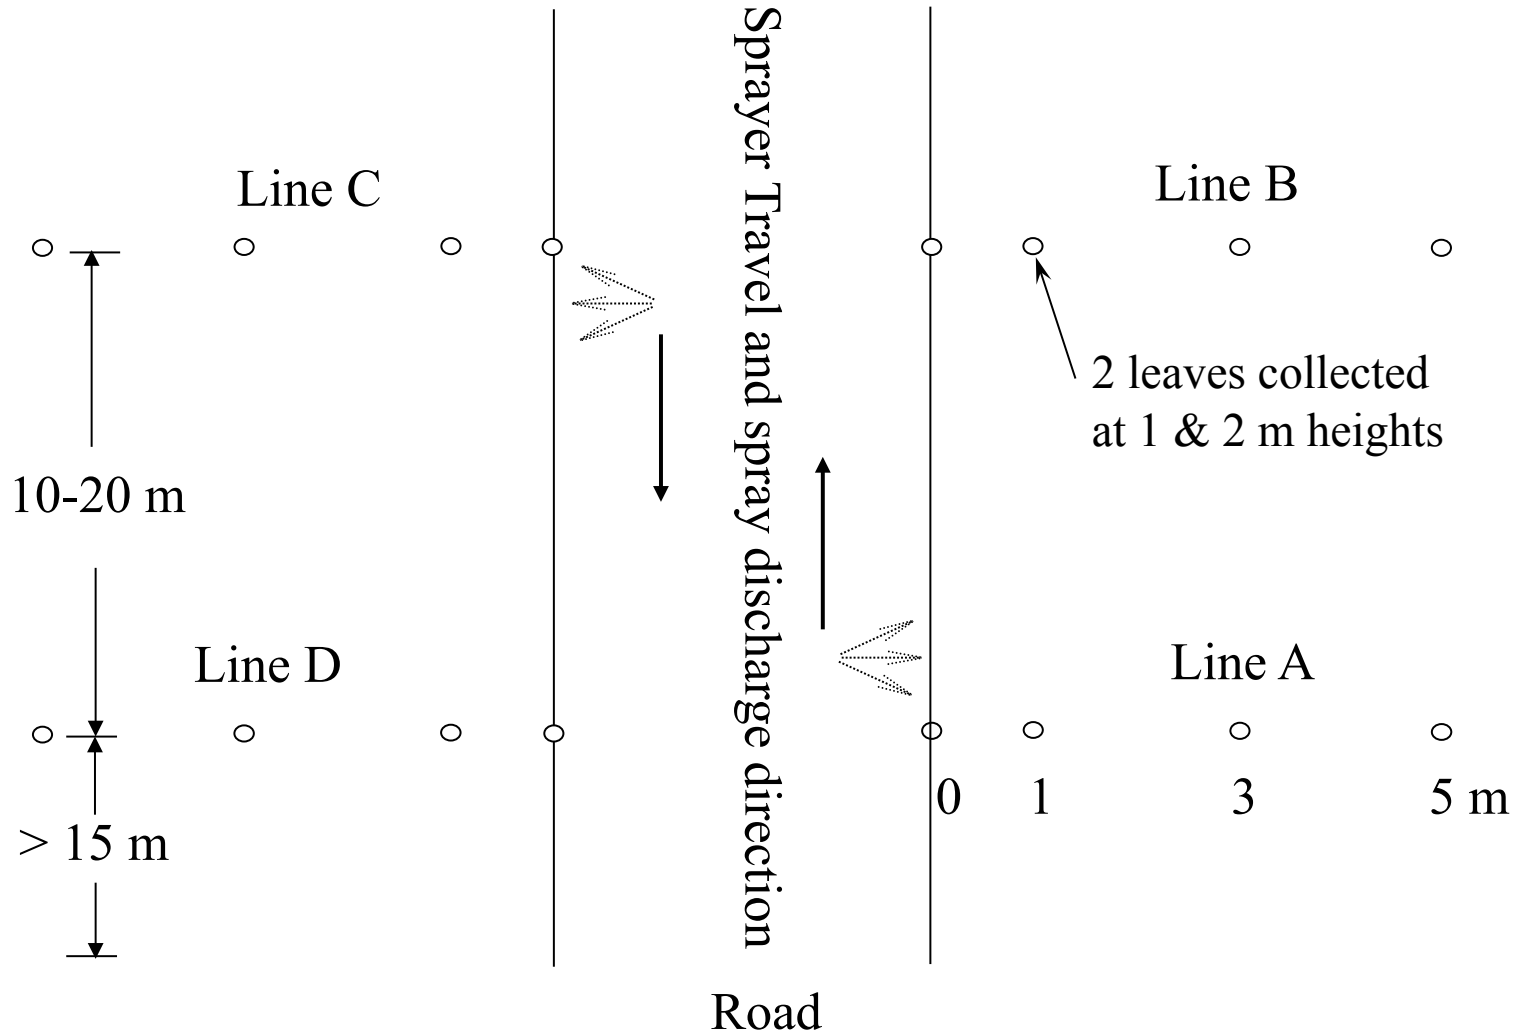 Sprayer Travel and spray discharge direction
Line C
Line B
2 leaves collected
at 1 & 2 m heights
10-20 m
Line D
Line A
0 1 3 5 m
> 15 m
Road